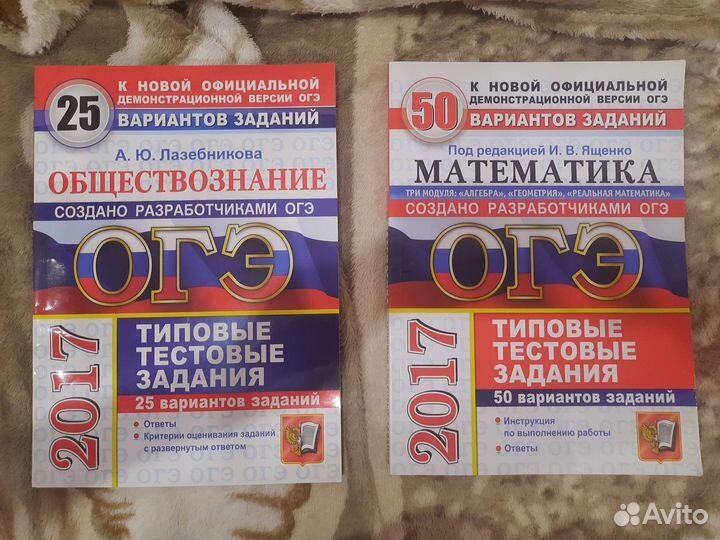 25
К НОВОЙ ОФИЦИАЛЬНОЙ
ДЕМОНСТРАЦИОННОЙ ВЕРСИИ ОГЭ
ВАРИАНТОВ ЗАДАНИЙ
А. Ю. Лазебникова
ОБЩЕСТВОЗНАНИЕ
СОЗДАНО РАЗРАБОТЧИКАМИ ОГЭ
ОГЭ
2017
ТИПОВЫЕ
ТЕСТОВЫЕ
ЗАДАНИЯ
25 вариантов заданий
• Ответы
• Критерии оценивания заданий
с развернутым ответом
50
К НОВОЙ ОФИЦИАЛЬНОЙ
ДЕМОНСТРАЦИОННОЙ ВЕРСИИ ОГЭ
ВАРИАНТОВ ЗАДАНИЙ
Под редакцией И. В. Ященко
МАТЕМАТИКА
ТРИ МОДУЛЯ: «АЛГЕБРА», «ГЕОМЕТРИЯ», «РЕАЛЬНАЯ МАТЕМАТИКА»
СОЗДАНО РАЗРАБОТЧИКАМИ ОГЭ
ОГЭ
2017
ТИПОВЫЕ
ТЕСТОВЫЕ
ЗАДАНИЯ
50 вариантов заданий
• Инструкция
по выполнению работы
• Ответы
Avito